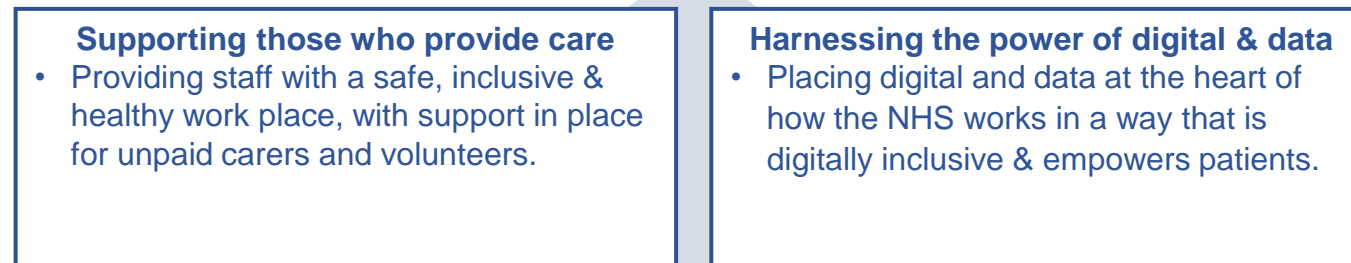 Supporting those who provide care
• Providing staff with a safe, inclusive &
healthy work place, with support in place
for unpaid carers and volunteers.
Harnessing the power of digital & data
• Placing digital and data at the heart of
how the NHS works in a way that is
digitally inclusive & empowers patients.